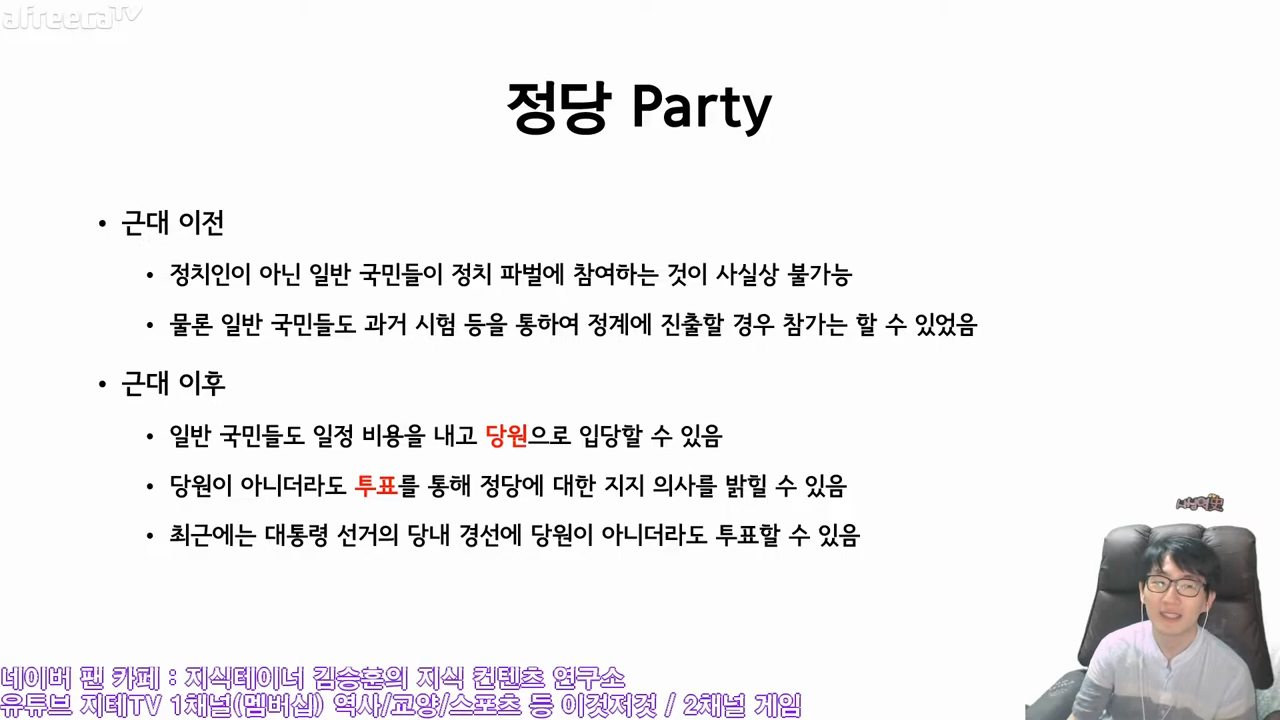 afreecaTV
정당 Party
• 근대 이전
• 정치인이 아닌 일반 국민들이 정치 파벌에 참여하는 것이 사실상 불가능
• 물론 일반 국민들도 과거 시험 등을 통하여 정계에 진출할 경우 참가는 할 수 있었음
• 근대 이후
• 일반 국민들도 일정 비용을 내고 당원으로 입당할 수 있음
• 당원이 아니더라도 투표를 통해 정당에 대한 지지 의사를 밝힐 수 있음
• 최근에는 대통령 선거의 당내 경선에 당원이 아니더라도 투표할 수 있음
네이버 팬 카페 : 지식테이너 김승훈의 지식 컨텐츠 연구소
유튜브 지테TV 1채널(멤버십) 역사/교양/스포츠 등 이것저것 / 2채널 게임